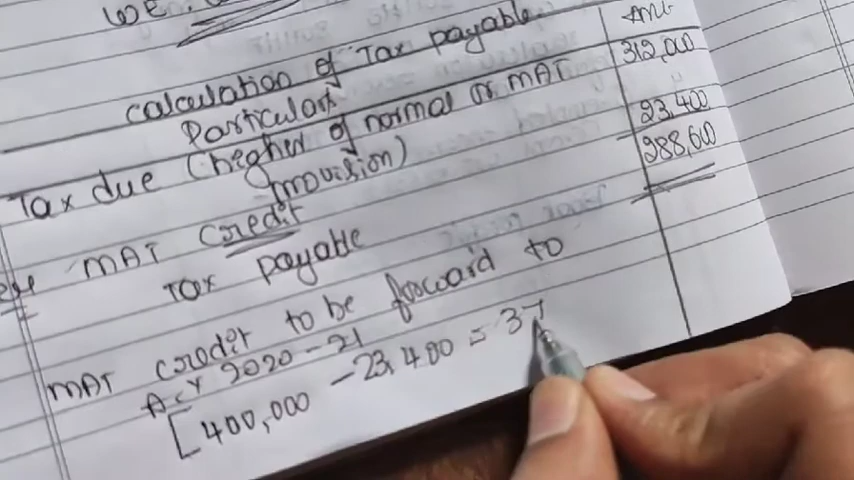 we.
calculation of Tax payable.
Particulars Amt
Tax due (higher of normal or MAT 312,000
provision)
MAT Credit 23,400
Tax payable 288,600
MAT credit to be forward to
A.Y 2020-21
[400,000 - 23,400 = 37